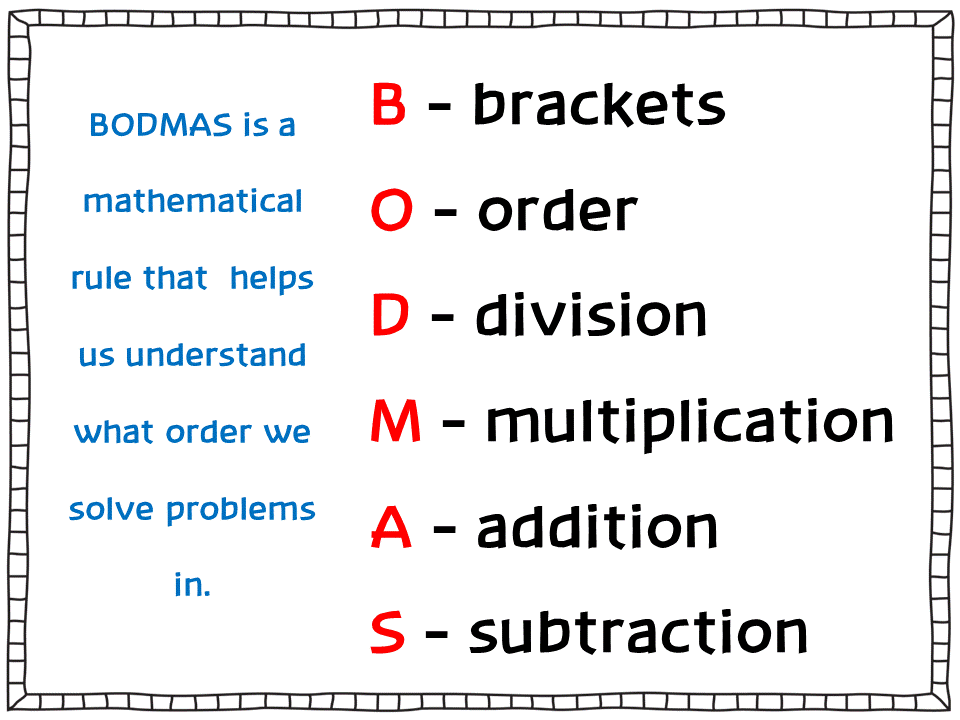 BODMAS is a
mathematical
rule that  helps
us understand
what order we
solve problems
in.
B - brackets
O - order
D - division
M - multiplication
A - addition
S - subtraction